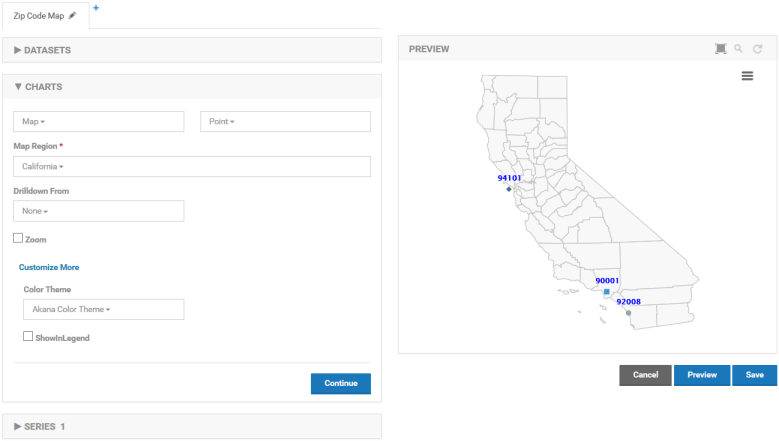 Zip Code Map
+
DATASETS
CHARTS
Map
Point
Map Region *
California
Drilldown From
None
Zoom
Customize More
Color Theme
Akana Color Theme
ShowInLegend
Continue
SERIES 1
PREVIEW
94101
90001
92008
Cancel
Preview
Save